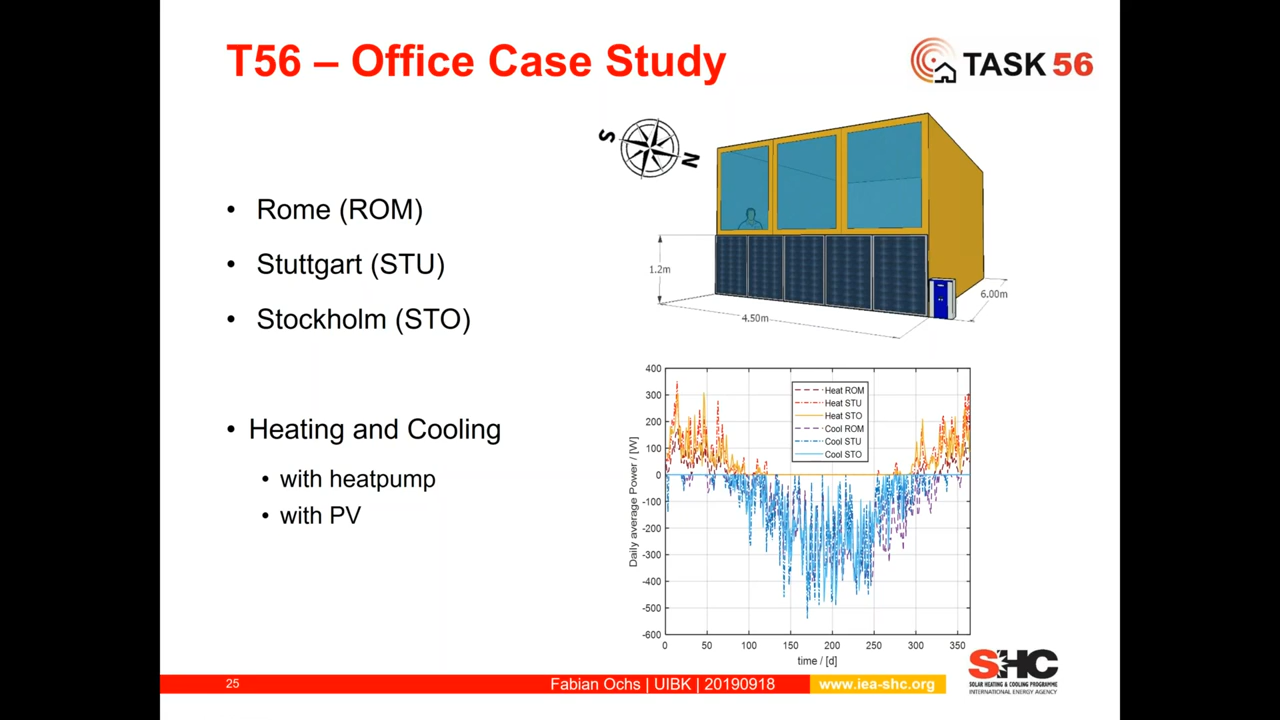 T56 – Office Case Study
TASK 56
S
N
• Rome (ROM)
• Stuttgart (STU)
• Stockholm (STO)
1.2m
4.50m
6.00m
• Heating and Cooling
• with heatpump
• with PV
400
300
200
100
0
-100
-200
-300
-400
-500
-600
Daily average Power / [W]
Heat ROM
Heat STU
Heat STO
Cool ROM
Cool STU
Cool STO
0 50 100 150 200 250 300 350
time / [d]
SHC
SOLAR HEATING & COOLING PROGRAMME
INTERNATIONAL ENERGY AGENCY
25
Fabian Ochs | UIBK | 20190918
www.iea-shc.org